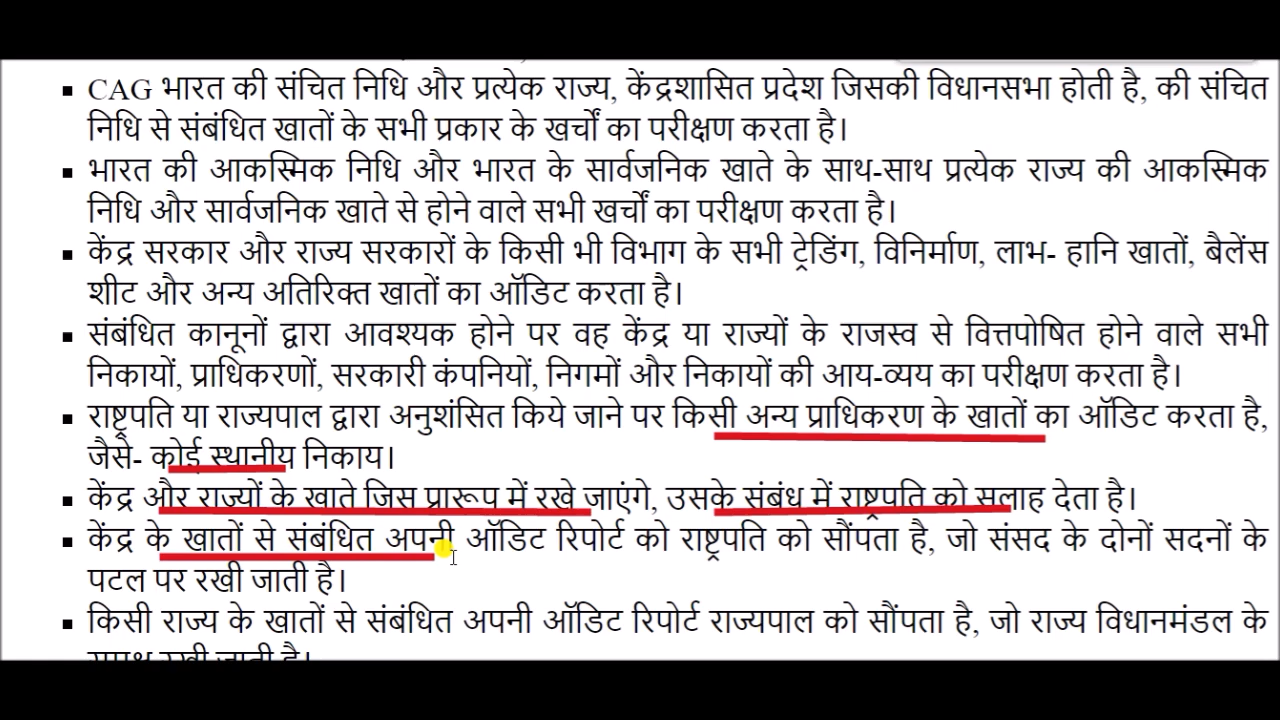 ▪ CAG भारत की संचित निधि और प्रत्येक राज्य, केंद्रशासित प्रदेश जिसकी विधानसभा होती है, की संचित
निधि से संबंधित खातों के सभी प्रकार के खर्चों का परीक्षण करता है।
▪ भारत की आकस्मिक निधि और भारत के सार्वजनिक खाते के साथ-साथ प्रत्येक राज्य की आकस्मिक
निधि और सार्वजनिक खाते से होने वाले सभी खर्चों का परीक्षण करता है।
▪ केंद्र सरकार और राज्य सरकारों के किसी भी विभाग के सभी ट्रेडिंग, विनिर्माण, लाभ- हानि खातों, बैलेंस
शीट और अन्य अतिरिक्त खातों का ऑडिट करता है।
▪ संबंधित कानूनों द्वारा आवश्यक होने पर वह केंद्र या राज्यों के राजस्व से वित्तपोषित होने वाले सभी
निकायों, प्राधिकरणों, सरकारी कंपनियों, निगमों और निकायों की आय-व्यय का परीक्षण करता है।
▪ राष्ट्रपति या राज्यपाल द्वारा अनुशंसित किये जाने पर किसी अन्य प्राधिकरण के खातों का ऑडिट करता है,
जैसे- कोई स्थानीय निकाय।
▪ केंद्र और राज्यों के खाते जिस प्रारूप में रखे जाएंगे, उसके संबंध में राष्ट्रपति को सलाह देता है।
▪ केंद्र के खातों से संबंधित अपनी ऑडिट रिपोर्ट को राष्ट्रपति को सौंपता है, जो संसद के दोनों सदनों के
पटल पर रखी जाती है।
▪ किसी राज्य के खातों से संबंधित अपनी ऑडिट रिपोर्ट राज्यपाल को सौंपता है, जो राज्य विधानमंडल के
समक्ष रखी जाती है।